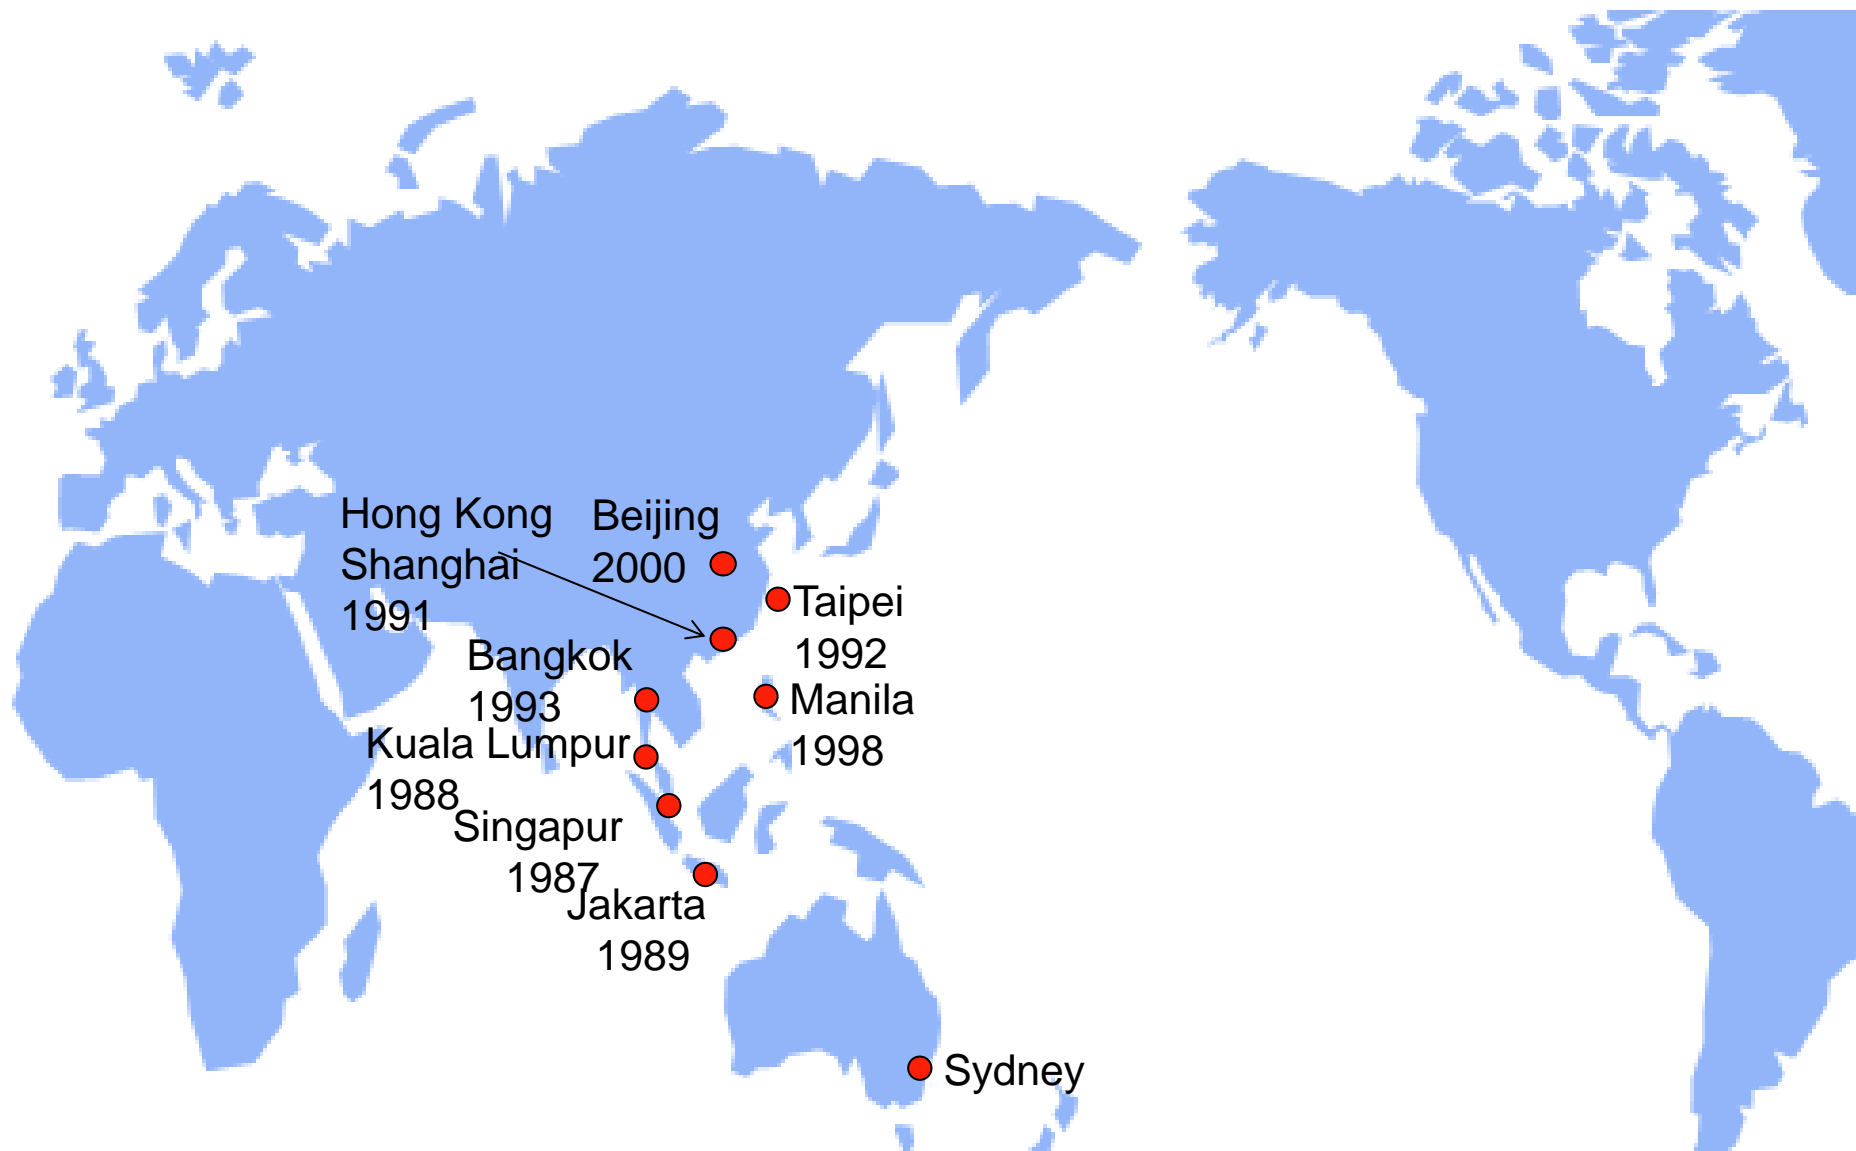 Hong Kong
Shanghai
1991
Beijing
2000
Taipei
1992
Bangkok
1993
Manila
1998
Kuala Lumpur
1988
Singapur
1987
Jakarta
1989
Sydney